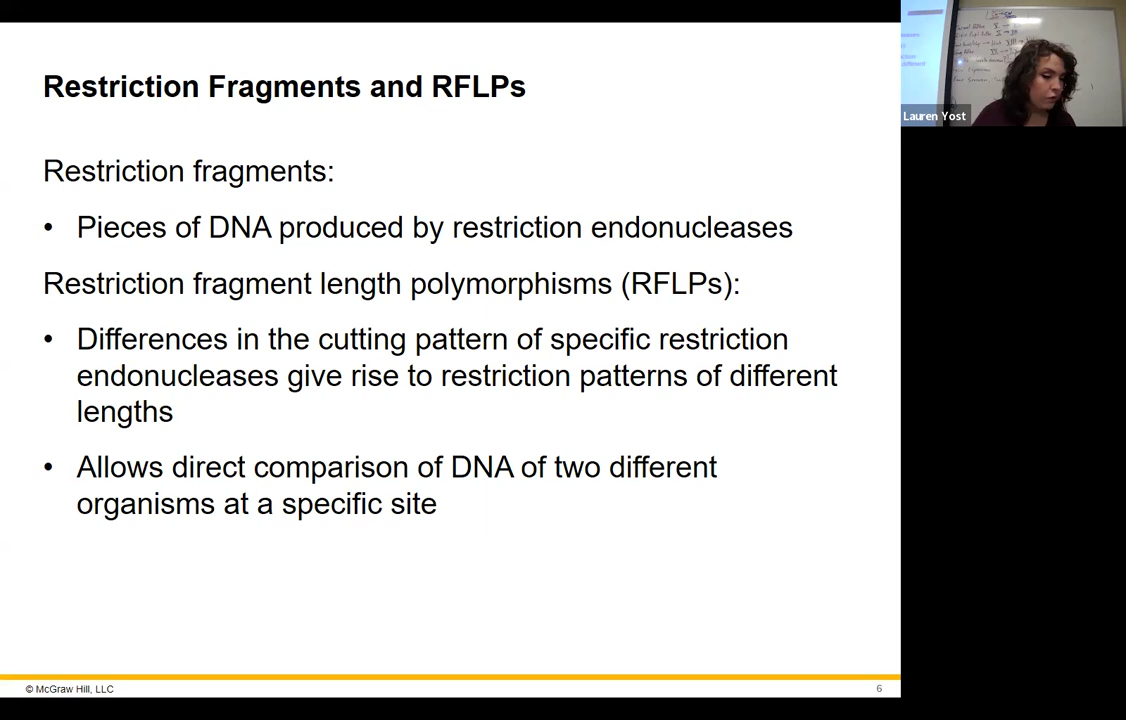 Restriction Fragments and RFLPs
Restriction fragments:
• Pieces of DNA produced by restriction endonucleases
Restriction fragment length polymorphisms (RFLPs):
• Differences in the cutting pattern of specific restriction
endonucleases give rise to restriction patterns of different
lengths
• Allows direct comparison of DNA of two different
organisms at a specific site
© McGraw Hill, LLC
6
Lauren Yost